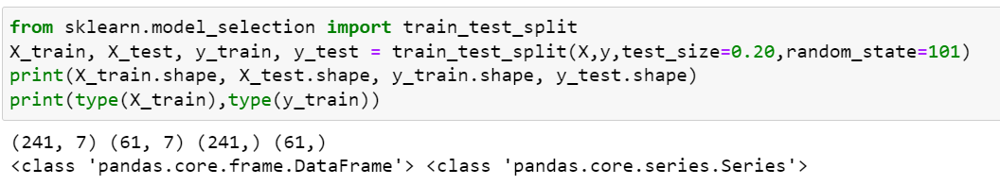 from sklearn.model_selection import train_test_split
X_train, X_test, y_train, y_test = train_test_split(X,y,test_size=0.20,random_state=101)
print(X_train.shape, X_test.shape, y_train.shape, y_test.shape)
print(type(X_train),type(y_train))
(241, 7) (61, 7) (241,) (61,)
<class 'pandas.core.frame.DataFrame'> <class 'pandas.core.series.Series'>